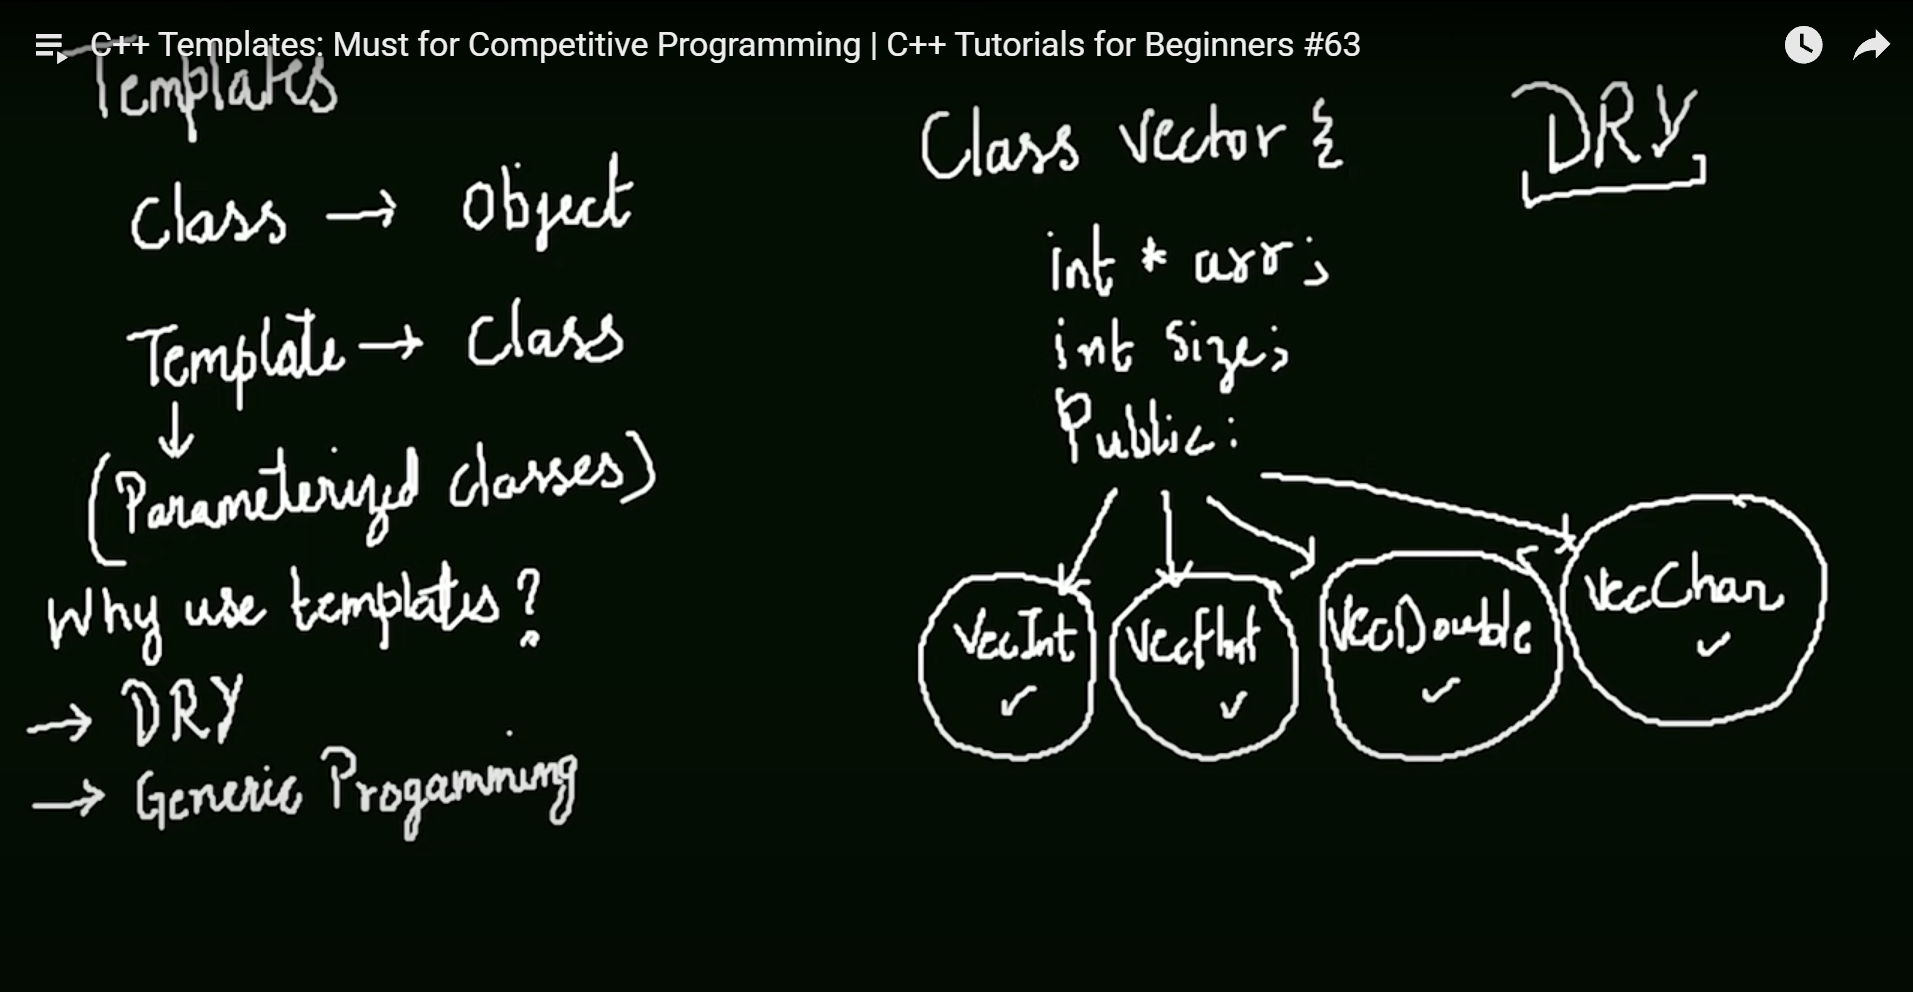 C++ Templates: Must for Competitive Programming | C++ Tutorials for Beginners #63
Templates
Class → Object
Template → Class
↓
(Parameterized classes)
Why use templates?
→ DRY
→ Generic Progamming
Class Vector {
int * arr;
int size;
Public:
VecInt ✓
VecFloat ✓
VecDouble ✓
VecChar ✓
DRY